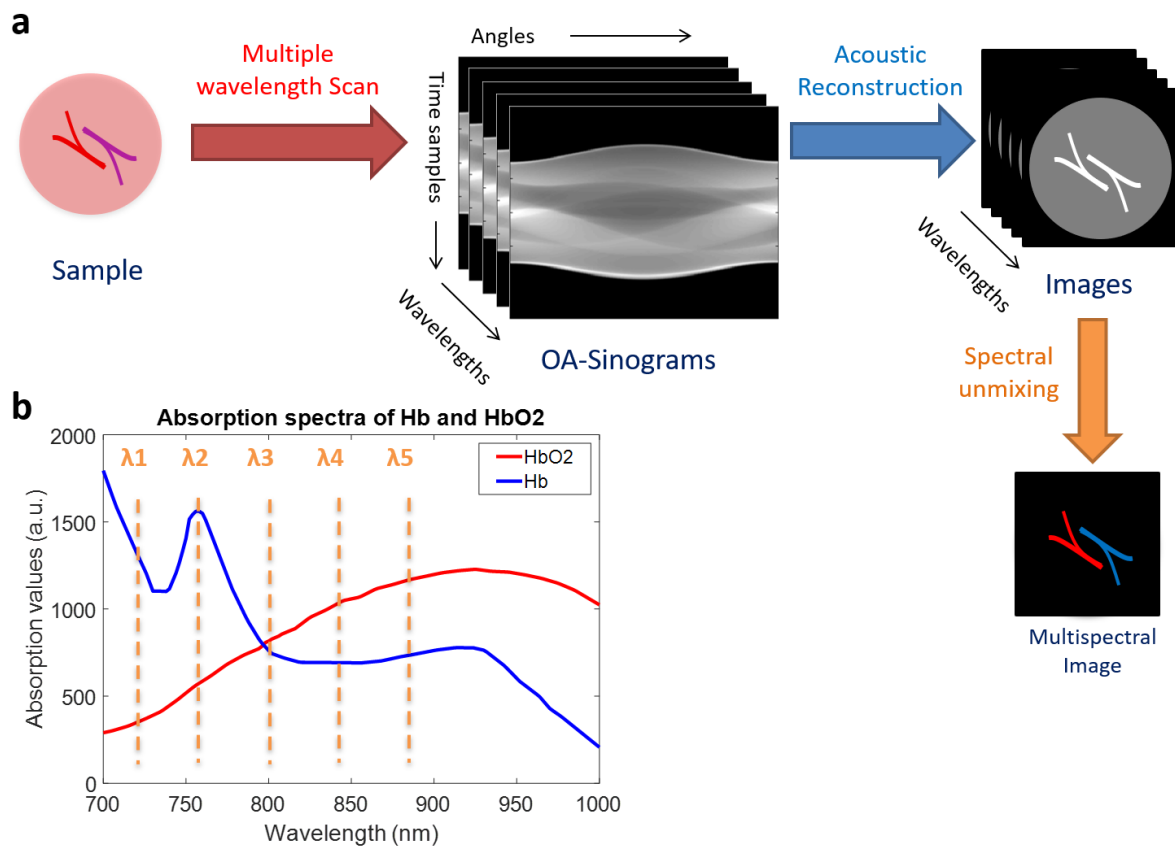 a
Multiple
wavelength Scan
Sample
Angles
Time samples
Wavelengths
OA-Sinograms
Acoustic
Reconstruction
Wavelengths
Images
Spectral
unmixing
Multispectral
Image
b
Absorption spectra of Hb and HbO2
λ1 λ2 λ3 λ4 λ5
HbO2
Hb
Absorption values (a.u.)
2000
1500
1000
500
0
700 750 800 850 900 950 1000
Wavelength (nm)